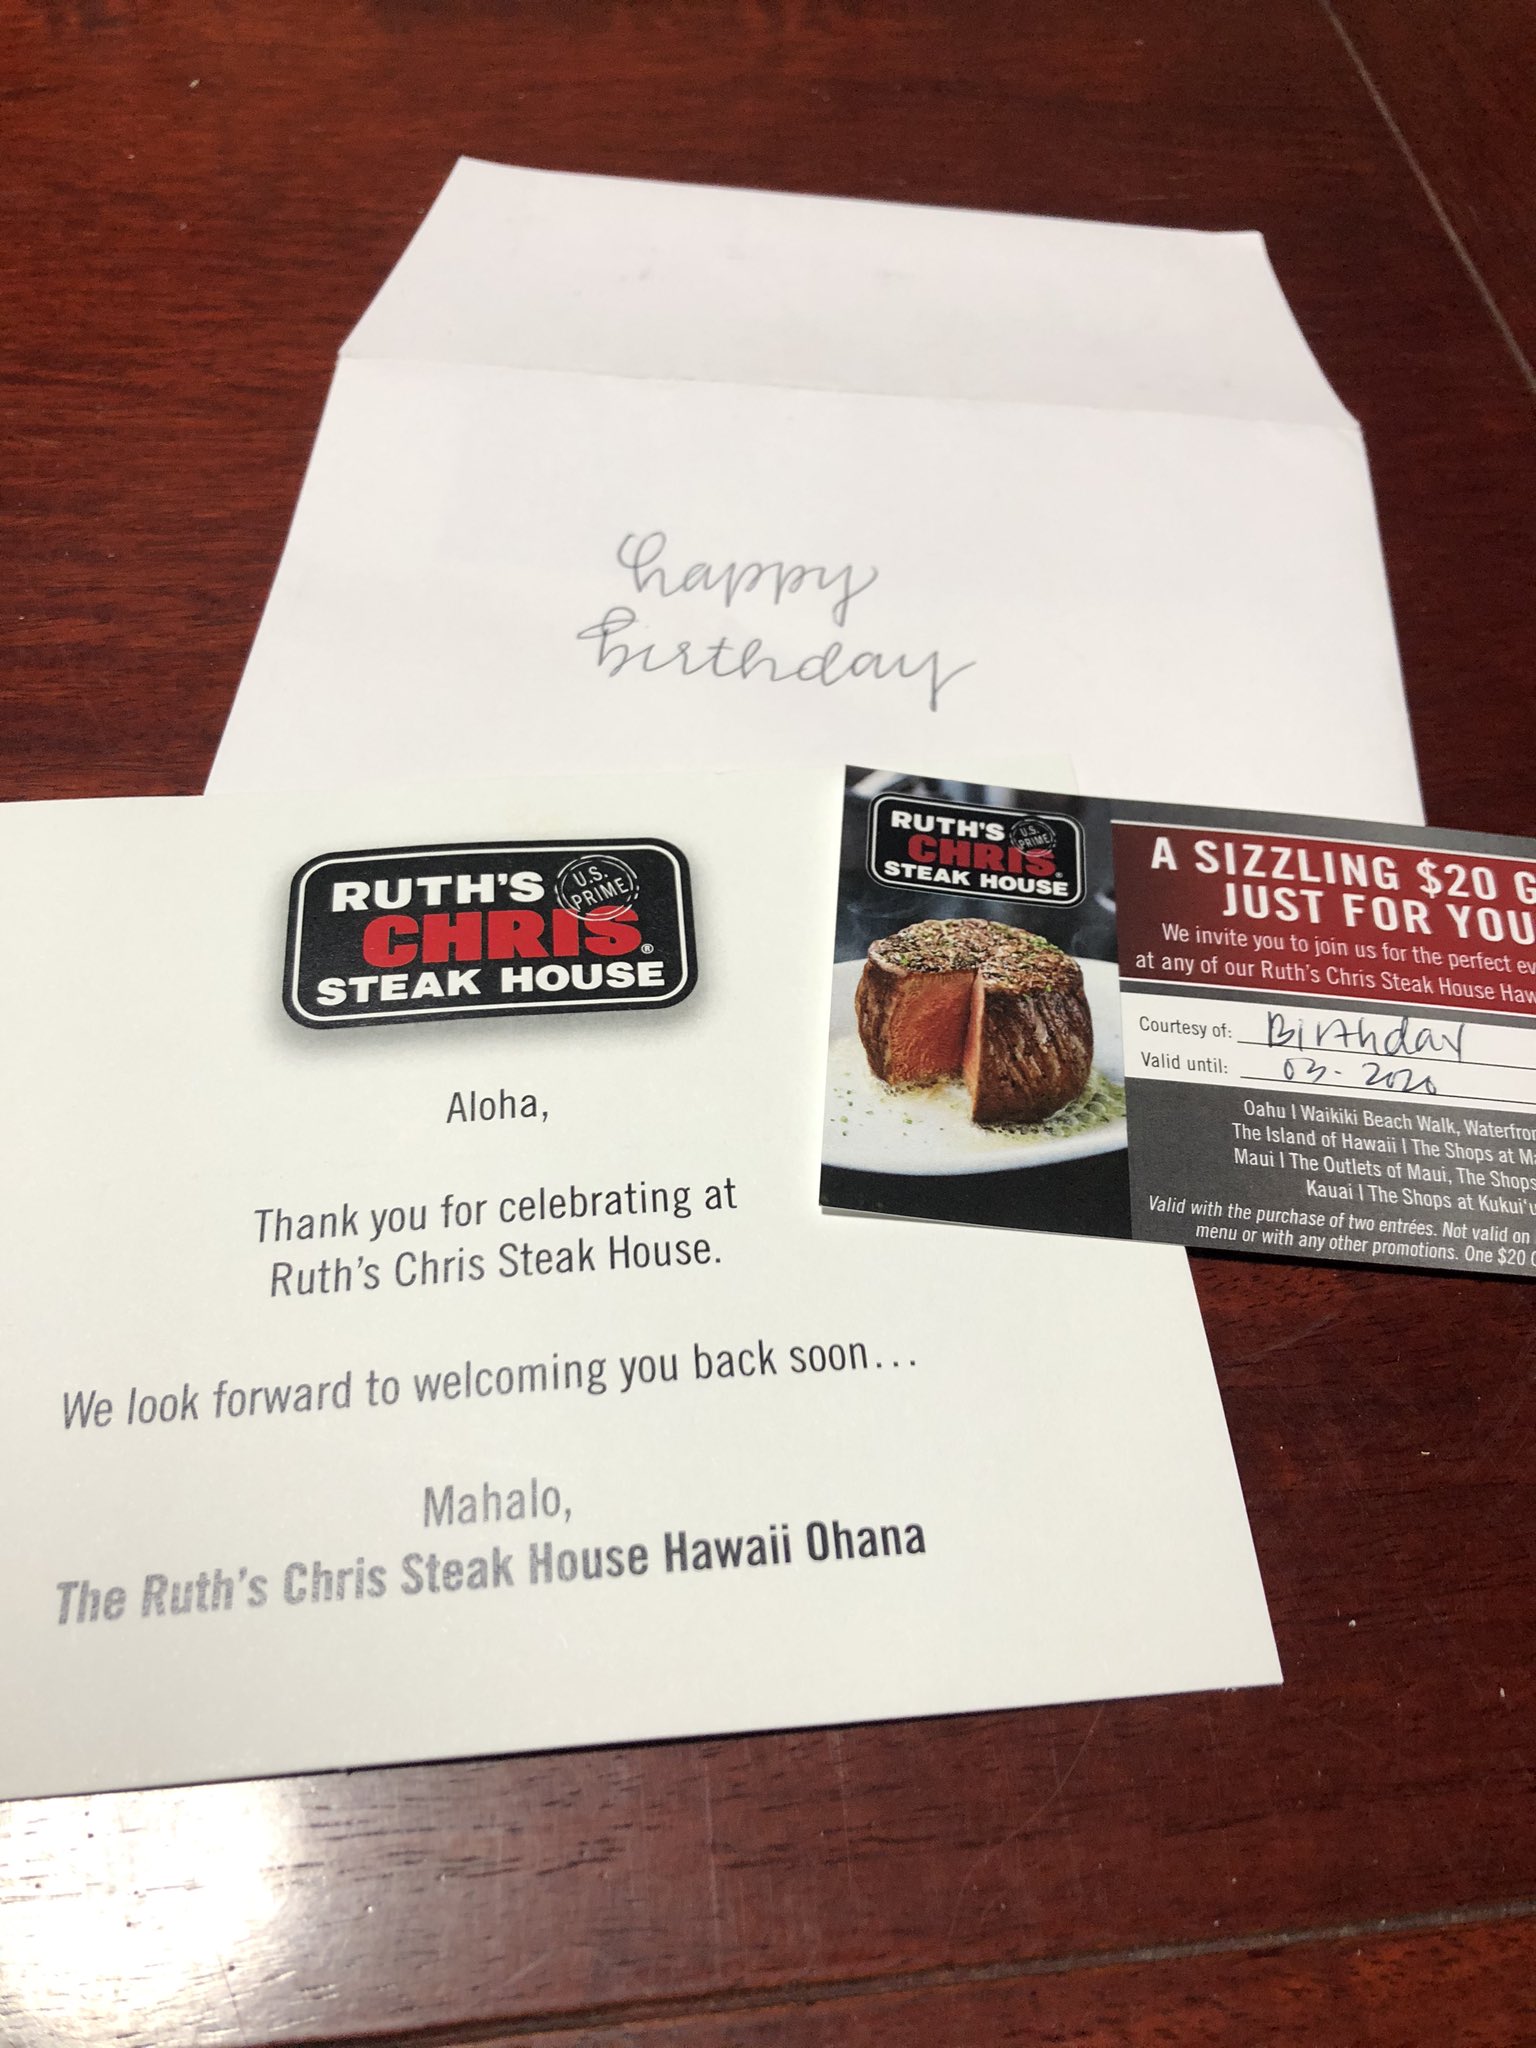 happy
birthday
RUTH'S
U.S.
PRIME
CHRIS®
STEAK HOUSE
Aloha,
Thank you for celebrating at
Ruth's Chris Steak House.
We look forward to welcoming you back soon...
Mahalo,
The Ruth's Chris Steak House Hawaii Ohana
RUTH'S
U.S.
PRIME
CHRIS®
STEAK HOUSE
A SIZZLING $20
JUST FOR YOU
We invite you to join us for the perfect
at any of our Ruth's Chris Steak House
Courtesy of: Birthday
Valid until: 03-2020
Oahu | Waikiki Beach Walk,
The Island of Hawaii | The Shops at
Maui | The Outlets of Maui, The Shops
Kauai | The Shops at
Valid with the purchase of two entrées. Not valid on
menu or with any other promotions. One $20